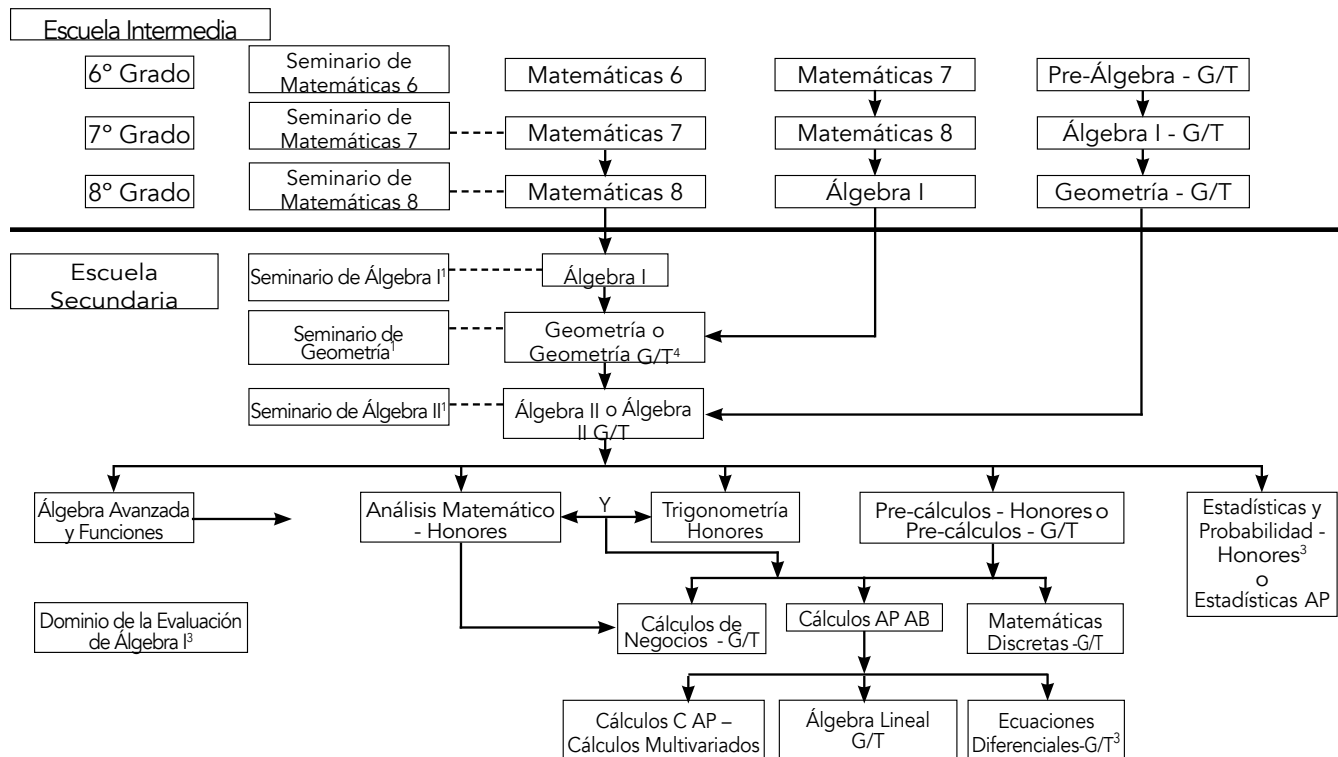 Escuela Intermedia
6º Grado
Seminario de
Matemáticas 6
Matemáticas 6
Matemáticas 7
Pre-Álgebra - G/T
7º Grado
Seminario de
Matemáticas 7
Matemáticas 7
Matemáticas 8
Álgebra I - G/T
8º Grado
Seminario de
Matemáticas 8
Matemáticas 8
Álgebra I
Geometría - G/T
Escuela
Secundaria
Seminario de Álgebra I¹
Álgebra I
Seminario de
Geometría¹
Geometría o
Geometría G/T⁴
Seminario de Álgebra II¹
Álgebra II o Álgebra
II G/T
Álgebra Avanzada
y Funciones
Análisis Matemático
- Honores
Y
Trigonometría
Honores
Pre-cálculos - Honores o
Pre-cálculos - G/T
Estadísticas y
Probabilidad -
Honores³
o
Estadísticas AP
Dominio de la Evaluación
de Álgebra I³
Cálculos de
Negocios - G/T
Cálculos AP AB
Matemáticas
Discretas -G/T
Cálculos C AP –
Cálculos Multivariados
Álgebra Lineal
G/T
Ecuaciones
Diferenciales-G/T³